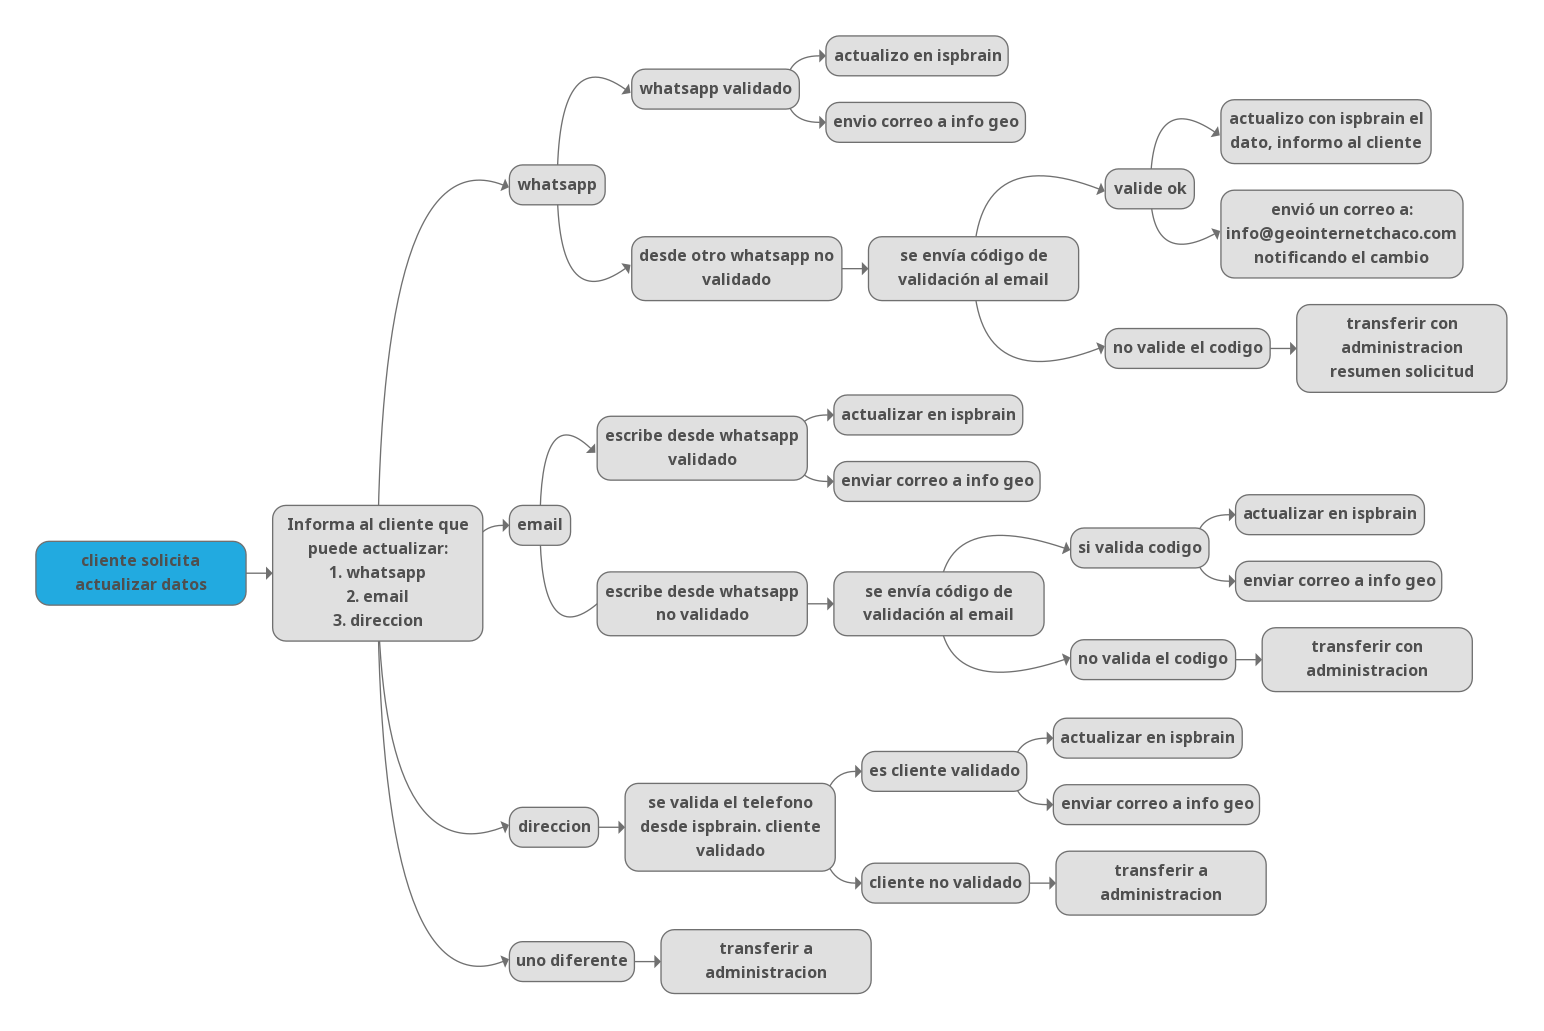 cliente solicita
actualizar datos
Informa al cliente que
puede actualizar:
1. whatsapp
2. email
3. direccion
whatsapp
whatsapp validado
actualizo en ispbrain
envio correo a info geo
desde otro whatsapp no
validado
se envía código de
validación al email
valide ok
actualizo con ispbrain el
dato, informo al cliente
envió un correo a:
info@geointernetchaco.com
notificando el cambio
no valide el codigo
transferir con
administracion
resumen solicitud
email
escribe desde whatsapp
validado
actualizar en ispbrain
enviar correo a info geo
escribe desde whatsapp
no validado
se envía código de
validación al email
si valida codigo
actualizar en ispbrain
enviar correo a info geo
no valida el codigo
transferir con
administracion
direccion
se valida el telefono
desde ispbrain. cliente
validado
es cliente validado
actualizar en ispbrain
enviar correo a info geo
cliente no validado
transferir a
administracion
uno diferente
transferir a
administracion